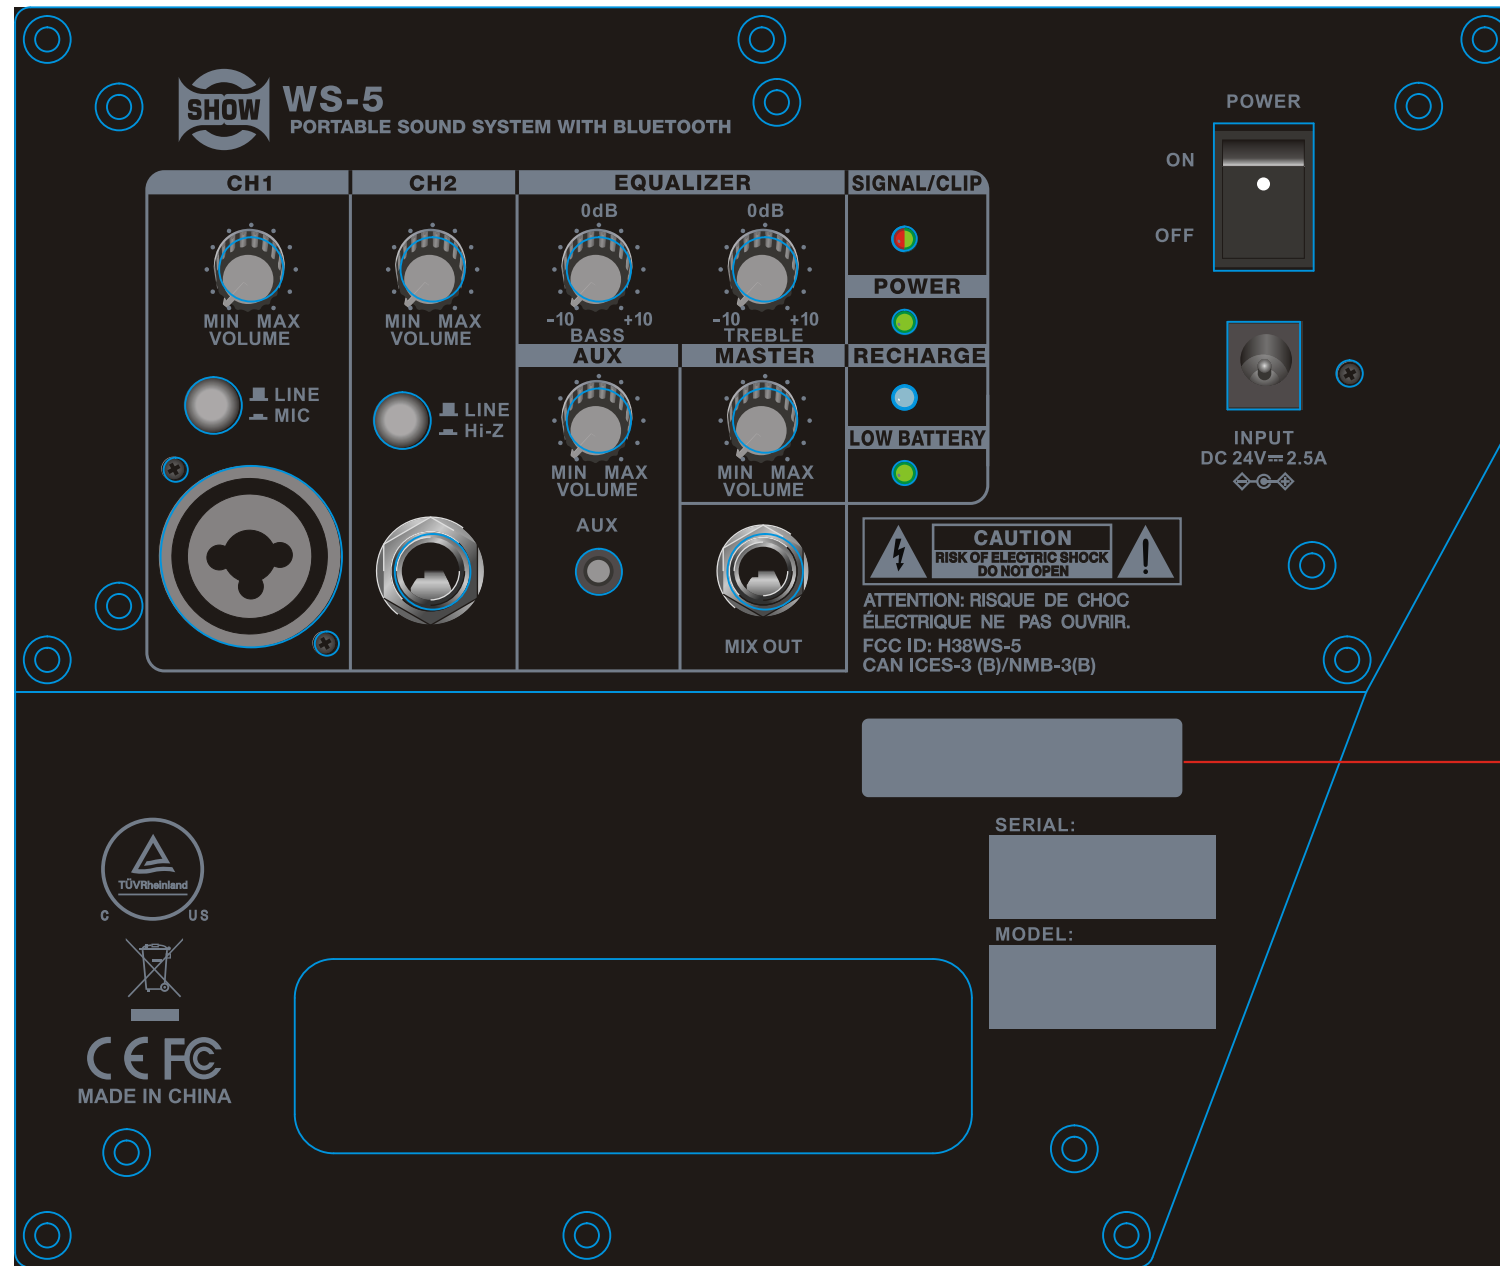 SHOW
WS-5
PORTABLE SOUND SYSTEM WITH BLUETOOTH
POWER
ON
OFF
CH1
CH2
EQUALIZER
SIGNAL/CLIP
0dB
0dB
MIN MAX
VOLUME
MIN MAX
VOLUME
-10 +10
BASS
-10 +10
TREBLE
POWER
AUX
MASTER
RECHARGE
LINE
MIC
LINE
Hi-Z
MIN MAX
VOLUME
MIN MAX
VOLUME
LOW BATTERY
INPUT
DC 24V⎓2.5A
AUX
MIX OUT
CAUTION
RISK OF ELECTRIC SHOCK
DO NOT OPEN
ATTENTION: RISQUE DE CHOC
ÉLECTRIQUE NE PAS OUVRIR.
FCC ID: H38WS-5
CAN ICES-3 (B)/NMB-3(B)
SERIAL:
MODEL:
TÜVRheinland
C US
CE FC
MADE IN CHINA